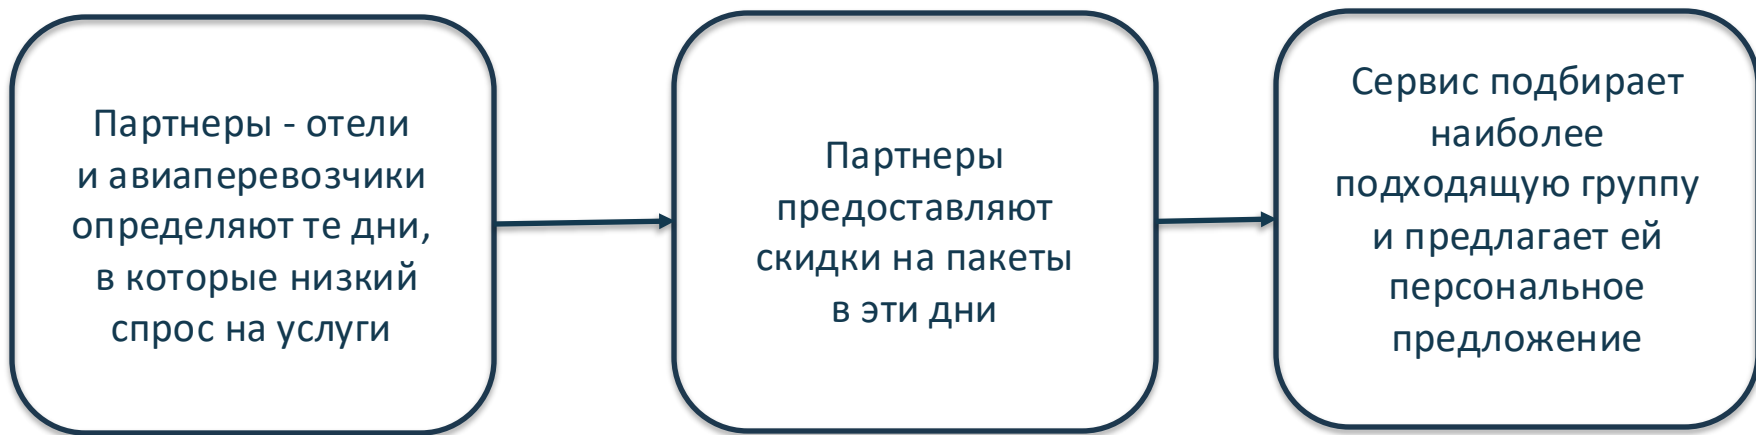 Партнеры - отели
и авиаперевозчики
определяют те дни,
в которые низкий
спрос на услуги
Партнеры
предоставляют
скидки на пакеты
в эти дни
Сервис подбирает
наиболее
подходящую группу
и предлагает ей
персональное
предложение